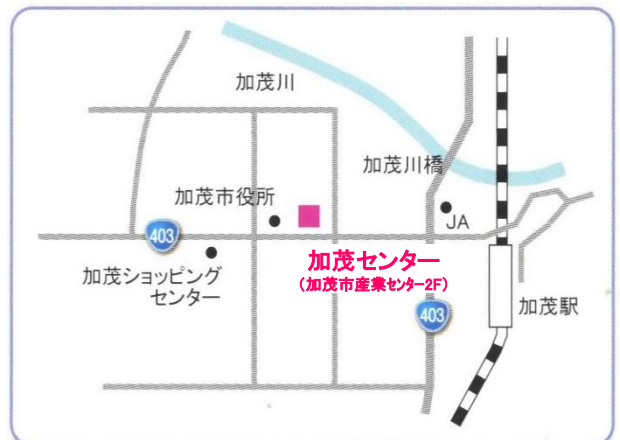 加茂川
加茂川橋
加茂市役所
JA
403
加茂センター
(加茂市産業センター2F)
加茂ショッピング
センター
403
加茂駅